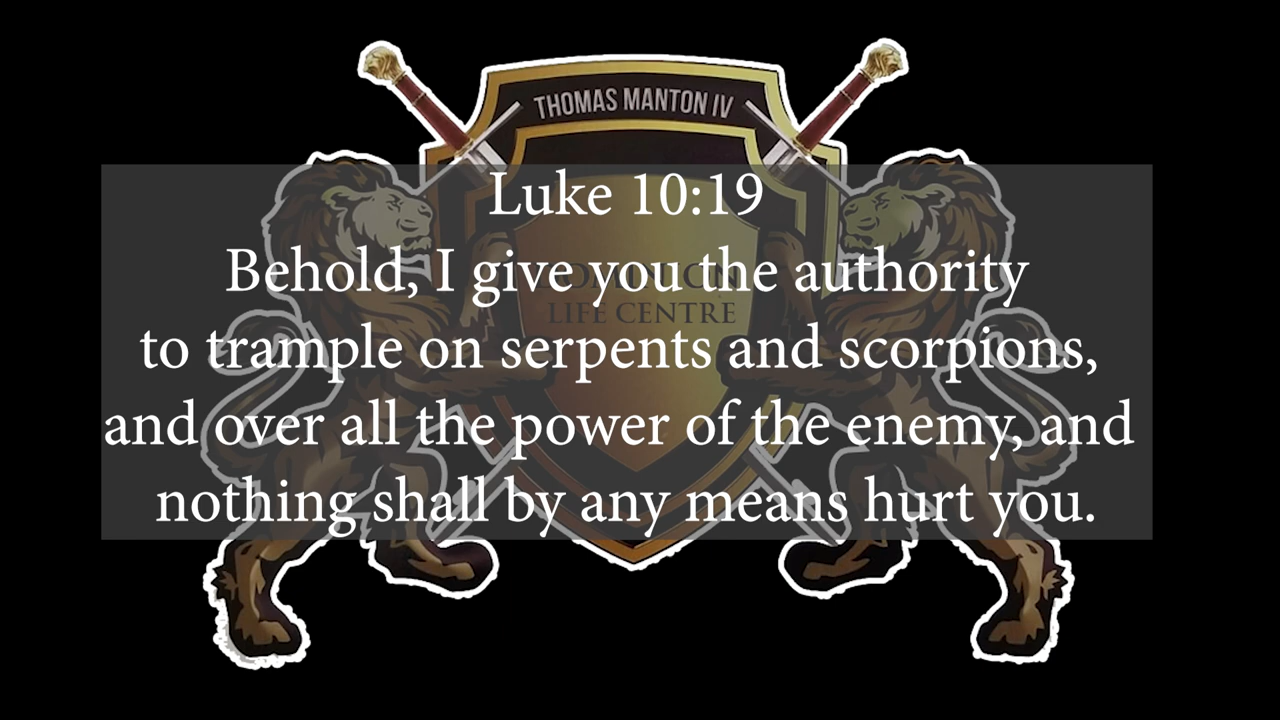 THOMAS MANTON IV
DOMINION
LIFE CENTRE
Luke 10:19
Behold, I give you the authority
to trample on serpents and scorpions,
and over all the power of the enemy, and
nothing shall by any means hurt you.